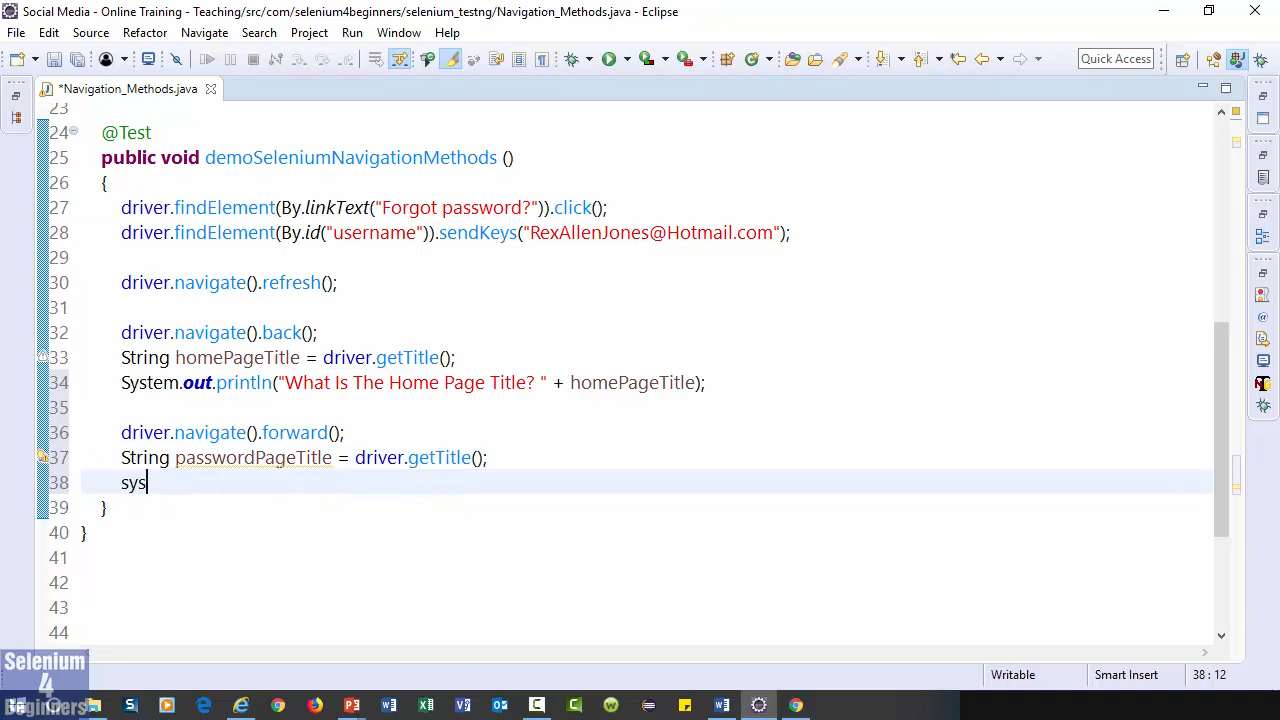 Social Media - Online Training - Teaching/src/com/selenium4beginners/selenium_testng/Navigation_Methods.java - Eclipse
File Edit Source Refactor Navigate Search Project Run Window Help
Quick Access
*Navigation_Methods.java
23
24 @Test
25 public void demoSeleniumNavigationMethods ()
26 {
27 driver.findElement(By.linkText("Forgot password?")).click();
28 driver.findElement(By.id("username")).sendKeys("RexAllenJones@Hotmail.com");
29
30 driver.navigate().refresh();
31
32 driver.navigate().back();
33 String homePageTitle = driver.getTitle();
34 System.out.println("What Is The Home Page Title? " + homePageTitle);
35
36 driver.navigate().forward();
37 String passwordPageTitle = driver.getTitle();
38 sys
39 }
40 }
41
42
43
44
Writable Smart Insert 38 : 12
Selenium
4
Beginners